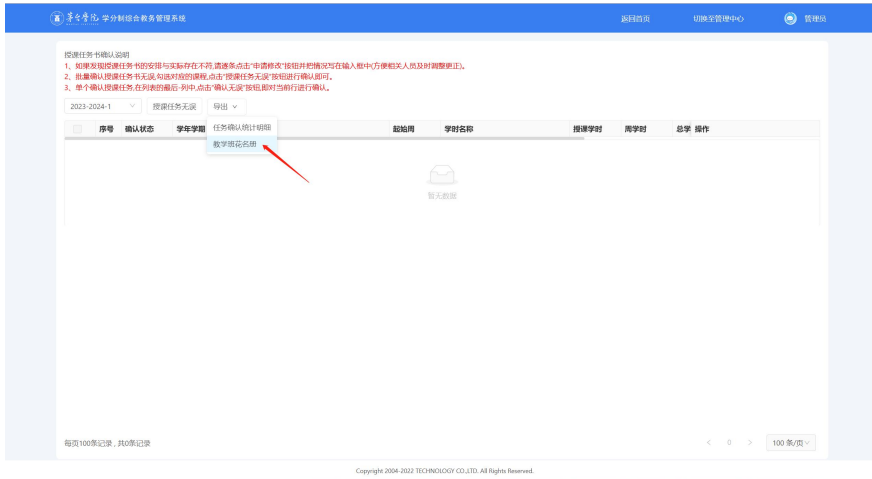 茅台学院 学分制综合教务管理系统 返回首页 切换至管理中心 管理员
授课任务书确认说明
1、如果发现授课任务书的安排与实际存在不符,请逐条点击“申请修改”按钮并把情况写在输入框中(方便相关人员及时调整更正)。
2、批量确认授课任务书无误,勾选对应的课程,点击“授课任务无误”按钮进行确认即可。
3、单个确认授课任务,在列表的最后-列中,点击“确认无误”按钮,即对当前行进行确认。
2023-2024-1 授课任务无误 导出
序号 确认状态 学年学期 任务确认统计明细 起始周 学时名称 授课学时 周学时 总学 操作
教学班花名册
暂无数据
每页100条记录 , 共0条记录 < 0 > 100 条/页
Copyright 2004-2022 TECHNOLOGY CO.,LTD. All Rights Reserved.